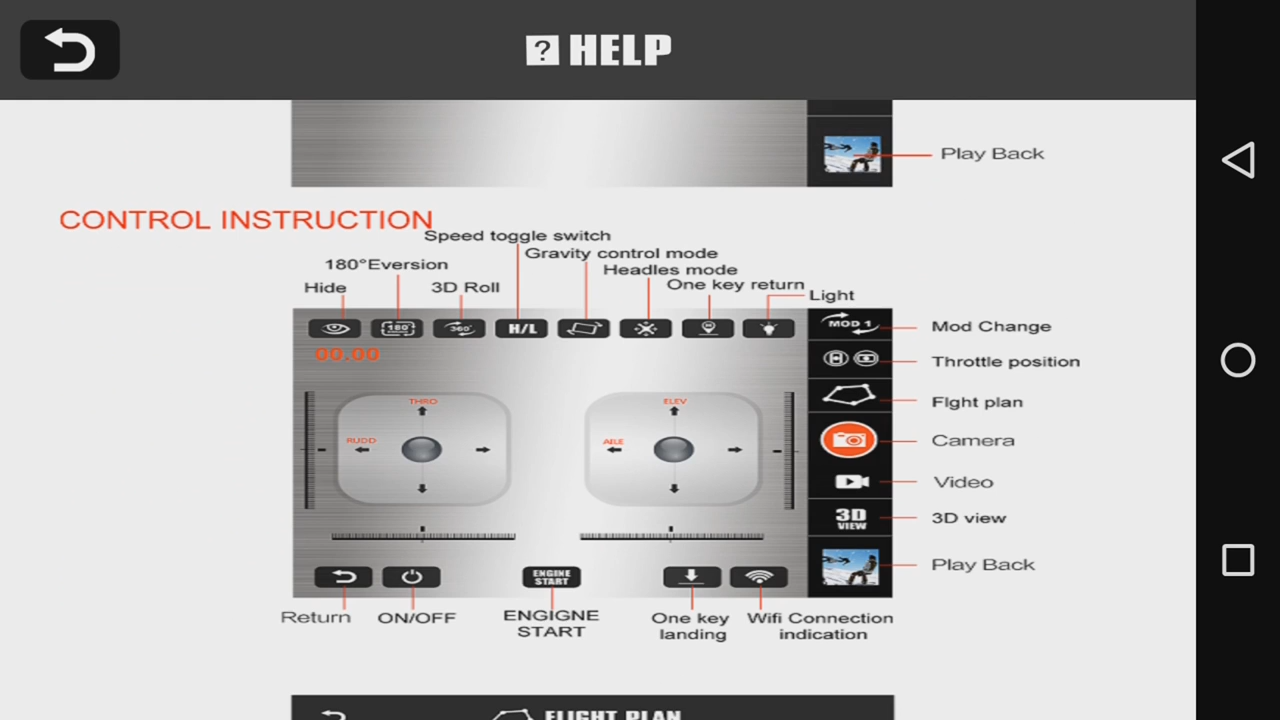 ? HELP
Play Back
CONTROL INSTRUCTION
Speed toggle switch
Gravity control mode
180°Eversion
Headles mode
Hide
3D Roll
One key return
Light
180°
360°
H/L
MOD 1
Mod Change
00.00
Throttle position
THRO
ELEV
Flght plan
RUDD
AILE
Camera
Video
3D VIEW
3D view
Play Back
ENGINE START
Return
ON/OFF
ENGIGNE
START
One key
landing
Wifi Connection
indication
FLIGHT PLAN